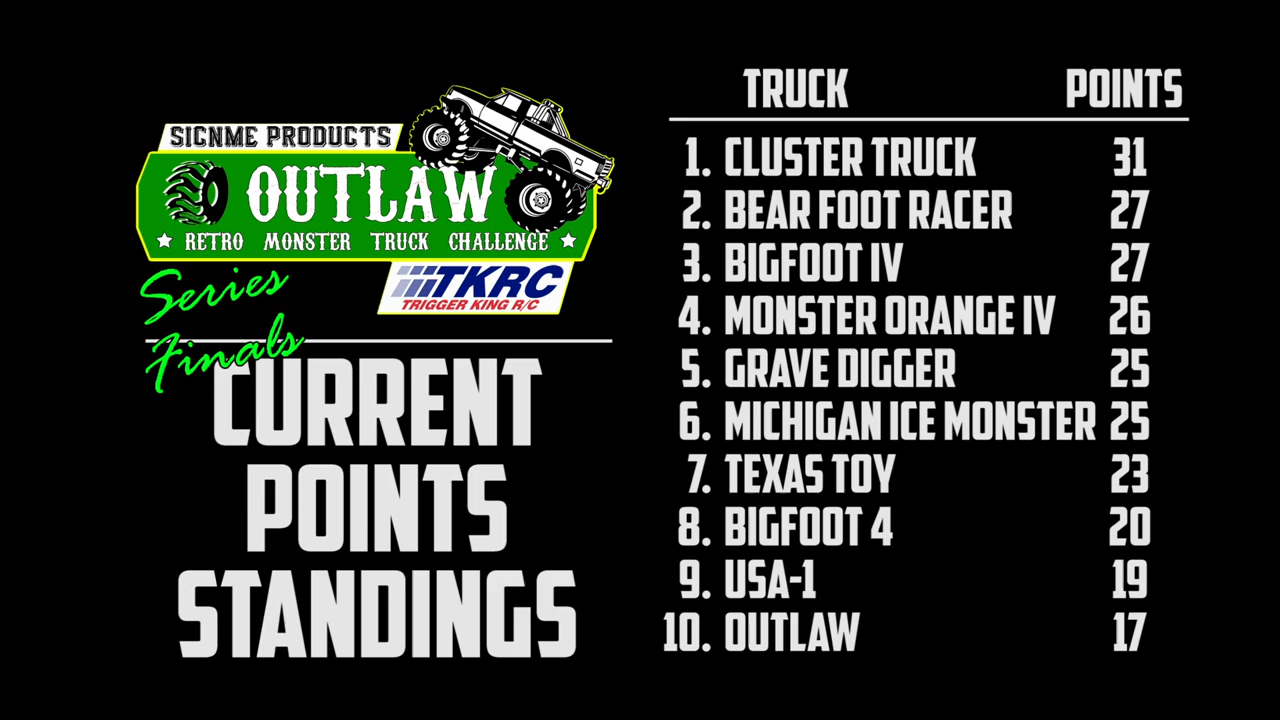 SICNME PRODUCTS
OUTLAW
RETRO MONSTER TRUCK CHALLENGE
TKRC
TRIGGER KING R/C
Series
Finals
CURRENT
POINTS
STANDINGS
TRUCK POINTS
1. CLUSTER TRUCK 31
2. BEAR FOOT RACER 27
3. BIGFOOT IV 27
4. MONSTER ORANGE IV 26
5. GRAVE DIGGER 25
6. MICHIGAN ICE MONSTER 25
7. TEXAS TOY 23
8. BIGFOOT 4 20
9. USA-1 19
10. OUTLAW 17